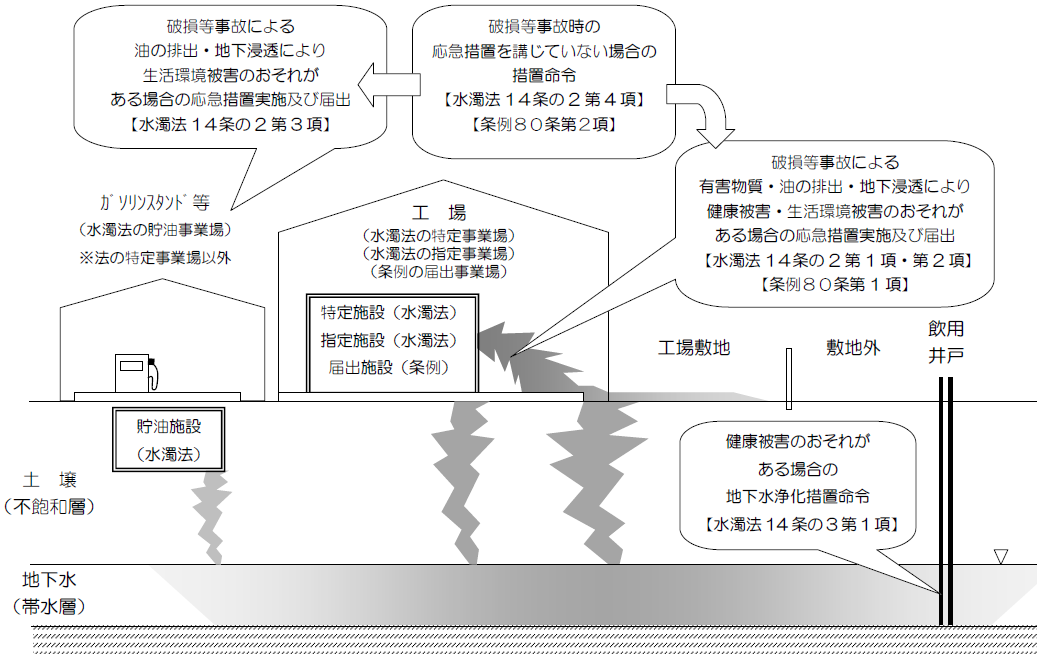 破損等事故による
油の排出・地下浸透により
生活環境被害のおそれが
ある場合の応急措置実施及び届出
【水濁法１４条の２第３項】
破損等事故時の
応急措置を講じていない場合の
措置命令
【水濁法１４条の２第４項】
【条例８０条第２項】
破損等事故による
有害物質・油の排出・地下浸透により
健康被害・生活環境被害のおそれが
ある場合の応急措置実施及び届出
【水濁法１４条の２第１項・第２項】
【条例８０条第１項】
ｶﾞｿﾘﾝｽﾀﾝﾄﾞ等
（水濁法の貯油事業場）
※法の特定事業場以外
工　場
（水濁法の特定事業場）
（水濁法の指定事業場）
（条例の届出事業場）
特定施設（水濁法）
指定施設（水濁法）
届出施設（条例）
工場敷地
敷地外
飲用
井戸
貯油施設
（水濁法）
健康被害のおそれが
ある場合の
地下水浄化措置命令
【水濁法１４条の３第１項】
土　壌
（不飽和層）
地下水
（帯水層）